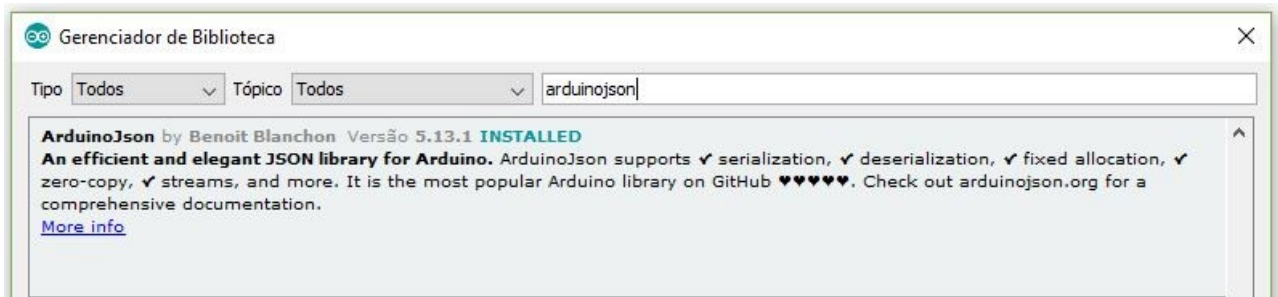 Gerenciador de Biblioteca
Tipo Todos Tópico Todos arduinojson
ArduinoJson by Benoit Blanchon Versão 5.13.1 INSTALLED
An efficient and elegant JSON library for Arduino. ArduinoJson supports ✔ serialization, ✔ deserialization, ✔ fixed allocation, ✔
zero-copy, ✔ streams, and more. It is the most popular Arduino library on GitHub ♥♥♥♥♥. Check out arduinojson.org for a
comprehensive documentation.
More info